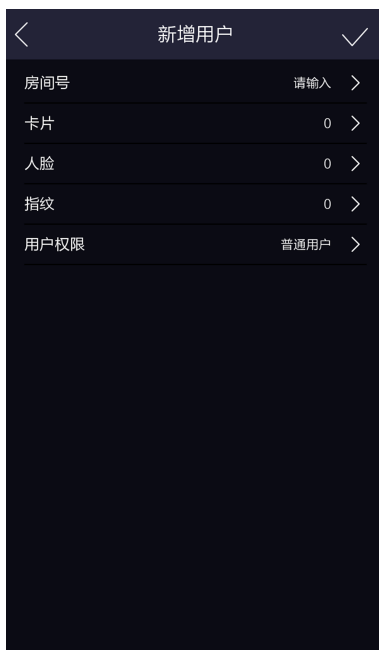 新增用户
房间号 请输入
卡片 0
人脸 0
指纹 0
用户权限 普通用户